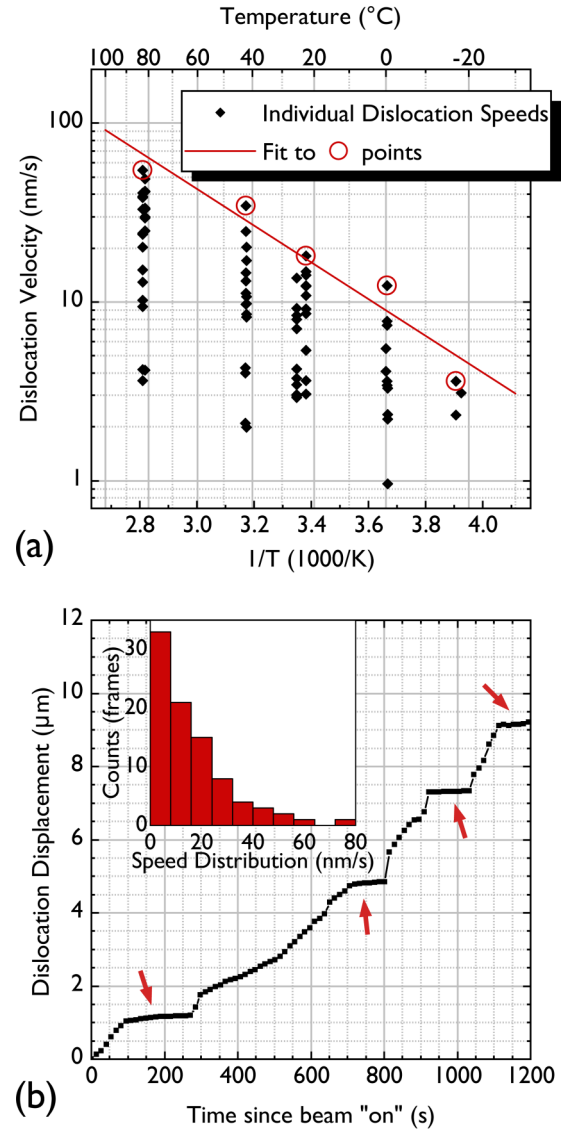 Temperature (°C)
100 80 60 40 20 0 -20
Individual Dislocation Speeds
Fit to points
Dislocation Velocity (nm/s)
100
10
1
2.8 3.0 3.2 3.4 3.6 3.8 4.0
1/T (1000/K)
(a)
12
10
8
6
4
2
0
Dislocation Displacement (μm)
30
20
10
0
Counts (frames)
0 20 40 60 80
Speed Distribution (nm/s)
0 200 400 600 800 1000 1200
Time since beam "on" (s)
(b)